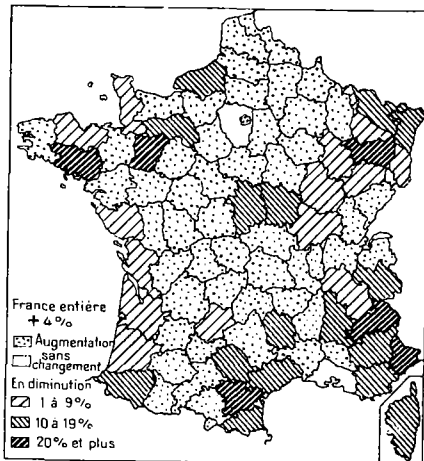 France entière
+ 4 %
Augmentation
sans
changement
En diminution
1 à 9%
10 à 19%
20% et plus